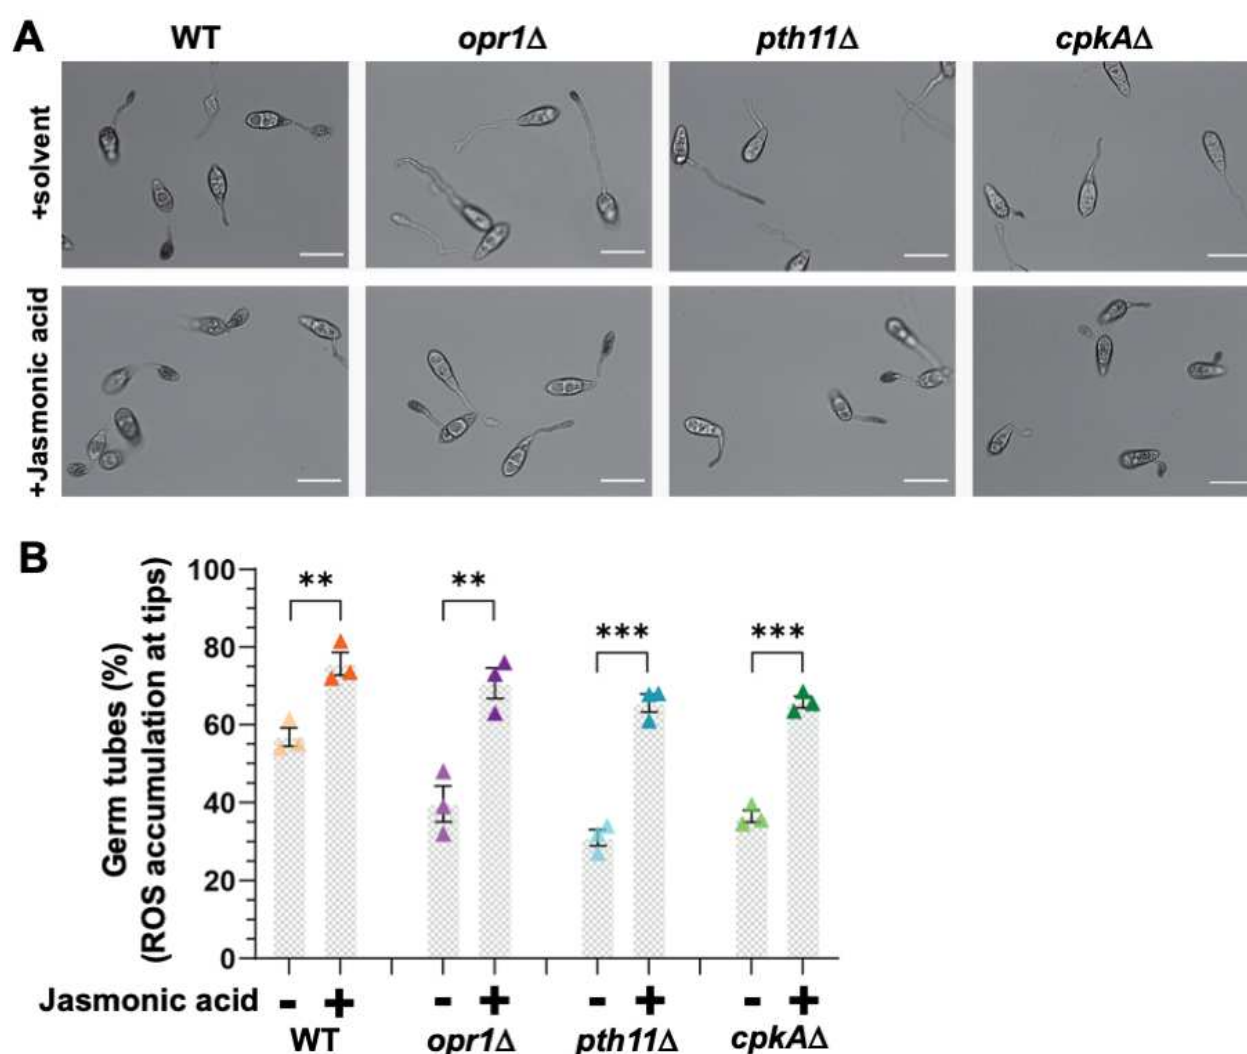 A
WT
opr1Δ
pth11Δ
cpkAΔ
+solvent
+Jasmonic acid
B
Germ tubes (%)
(ROS accumulation at tips)
100
80
60
40
20
0
**
**
***
***
Jasmonic acid - + - + - + - +
WT
opr1Δ
pth11Δ
cpkAΔ